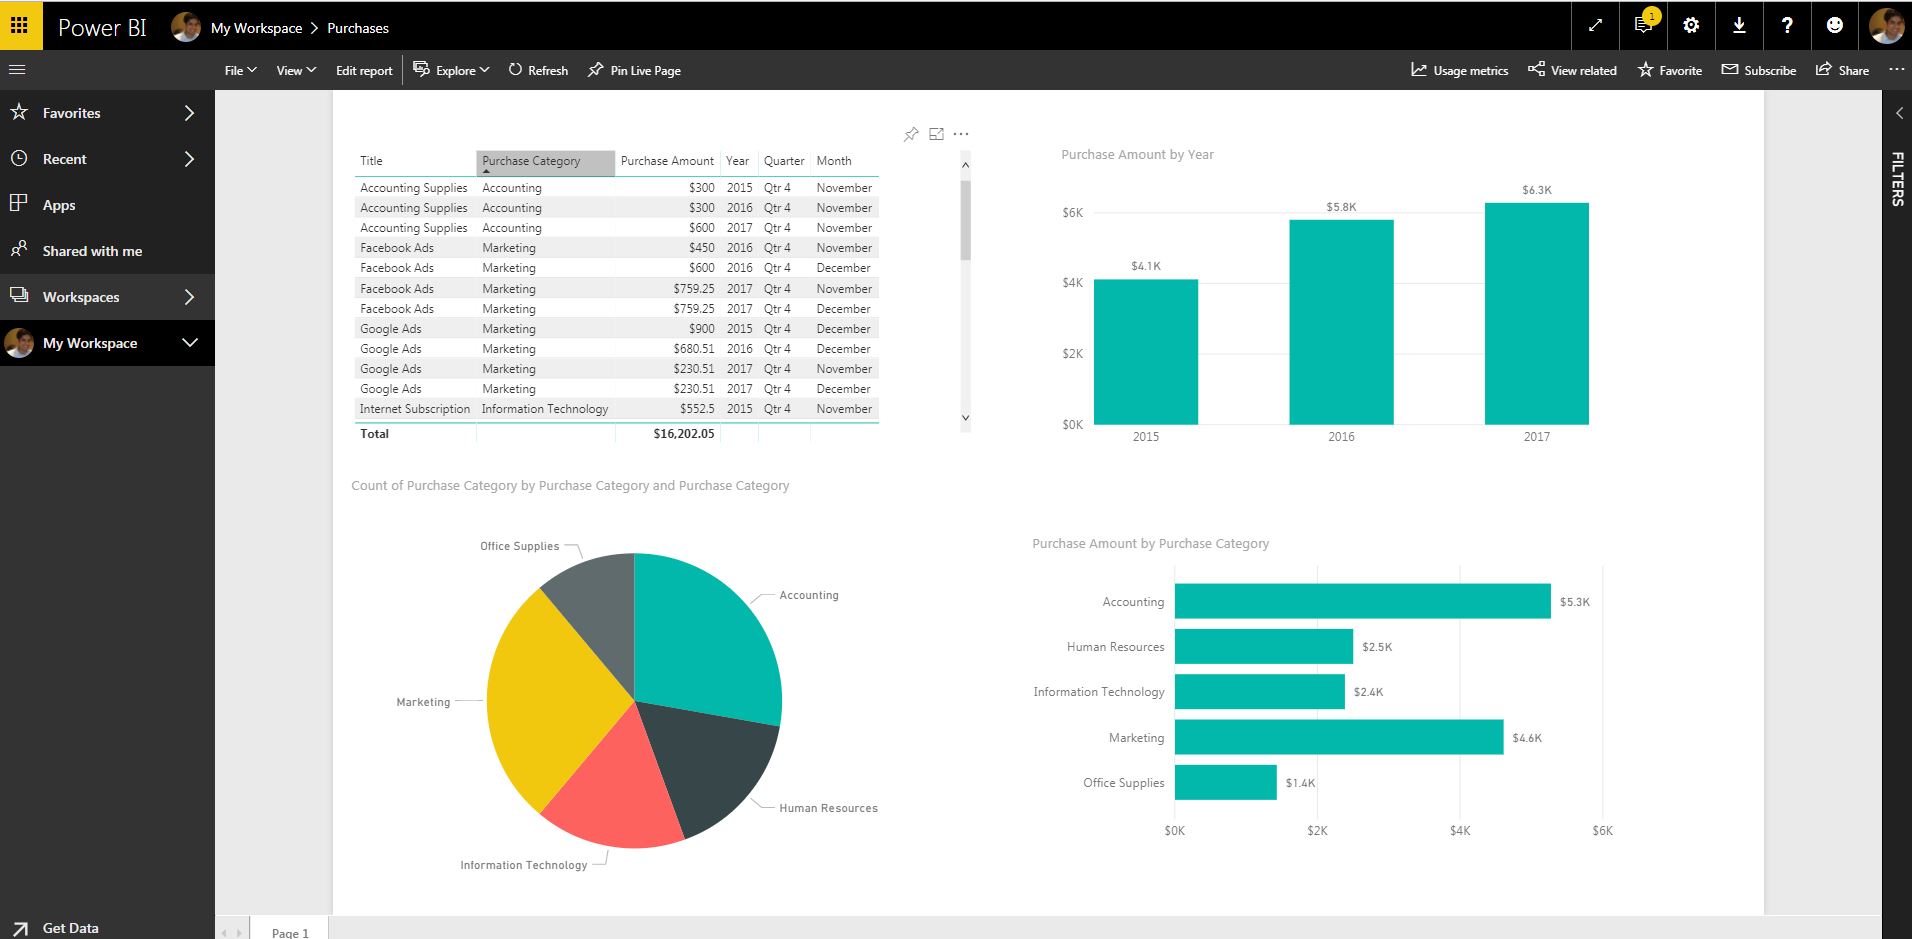 Power BI My Workspace > Purchases 1 ?
File View Edit report Explore Refresh Pin Live Page Usage metrics View related Favorite Subscribe Share ...
Favorites
Recent
Apps
Shared with me
Workspaces
My Workspace
Get Data
FILTERS
Title Purchase Category Purchase Amount Year Quarter Month
Accounting Supplies Accounting $300 2015 Qtr 4 November
Accounting Supplies Accounting $300 2016 Qtr 4 November
Accounting Supplies Accounting $600 2017 Qtr 4 November
Facebook Ads Marketing $450 2016 Qtr 4 November
Facebook Ads Marketing $600 2016 Qtr 4 December
Facebook Ads Marketing $759.25 2017 Qtr 4 November
Facebook Ads Marketing $759.25 2017 Qtr 4 December
Google Ads Marketing $900 2015 Qtr 4 December
Google Ads Marketing $680.51 2016 Qtr 4 December
Google Ads Marketing $230.51 2017 Qtr 4 November
Google Ads Marketing $230.51 2017 Qtr 4 December
Internet Subscription Information Technology $552.5 2015 Qtr 4 November
Total $16,202.05
Purchase Amount by Year
$6.3K
$5.8K
$6K
$4.1K
$4K
$2K
$0K
2015 2016 2017
Count of Purchase Category by Purchase Category and Purchase Category
Office Supplies
Accounting
Marketing
Human Resources
Information Technology
Purchase Amount by Purchase Category
Accounting $5.3K
Human Resources $2.5K
Information Technology $2.4K
Marketing $4.6K
Office Supplies $1.4K
$0K $2K $4K $6K
Page 1